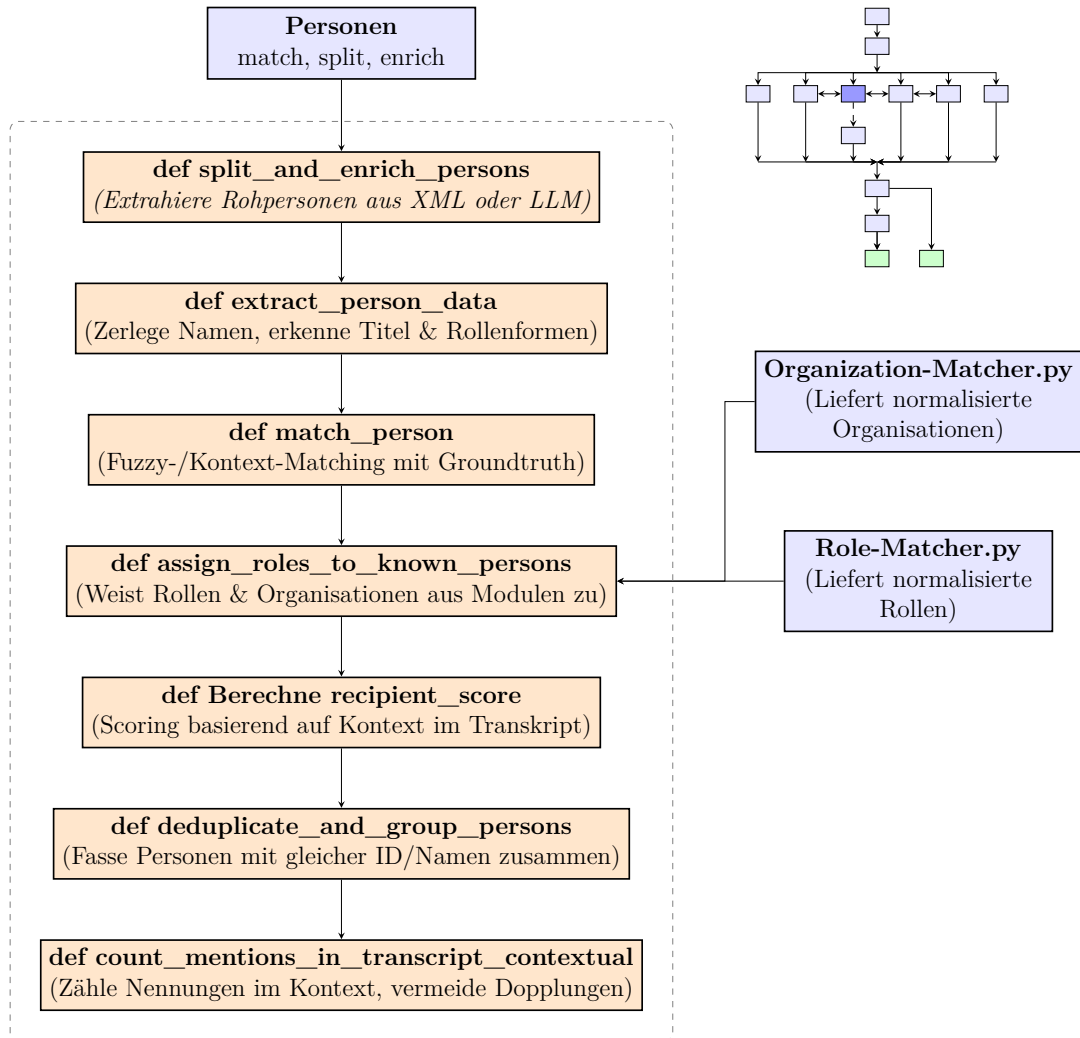 Personen
match, split, enrich
def split_and_enrich_persons
(Extrahiere Rohpersonen aus XML oder LLM)
def extract_person_data
(Zerlege Namen, erkenne Titel & Rollenformen)
def match_person
(Fuzzy-/Kontext-Matching mit Groundtruth)
def assign_roles_to_known_persons
(Weist Rollen & Organisationen aus Modulen zu)
def Berechne recipient_score
(Scoring basierend auf Kontext im Transkript)
def deduplicate_and_group_persons
(Fasse Personen mit gleicher ID/Namen zusammen)
def count_mentions_in_transcript_contextual
(Zähle Nennungen im Kontext, vermeide Dopplungen)
Organization-Matcher.py
(Liefert normalisierte
Organisationen)
Role-Matcher.py
(Liefert normalisierte
Rollen)